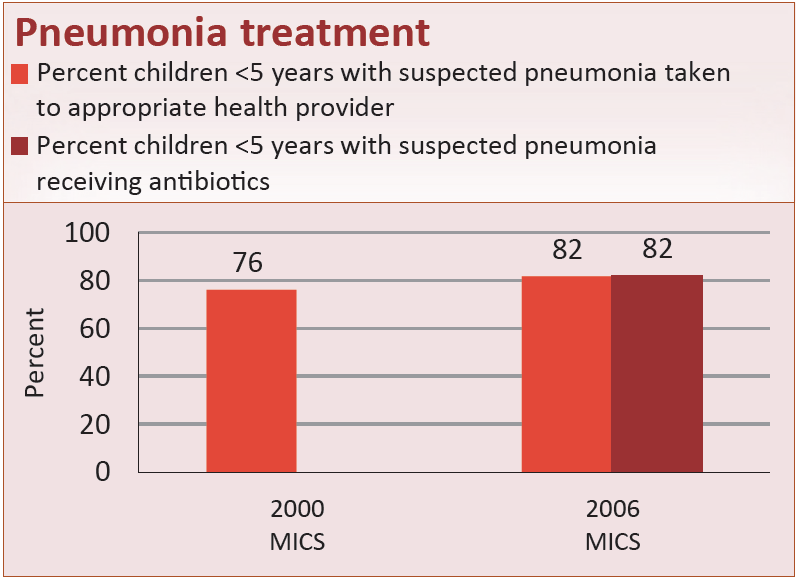 Pneumonia treatment
Percent children <5 years with suspected pneumonia taken
to appropriate health provider
Percent children <5 years with suspected pneumonia
receiving antibiotics
Percent
100
80
60
40
20
0
76
82
82
2000
MICS
2006
MICS